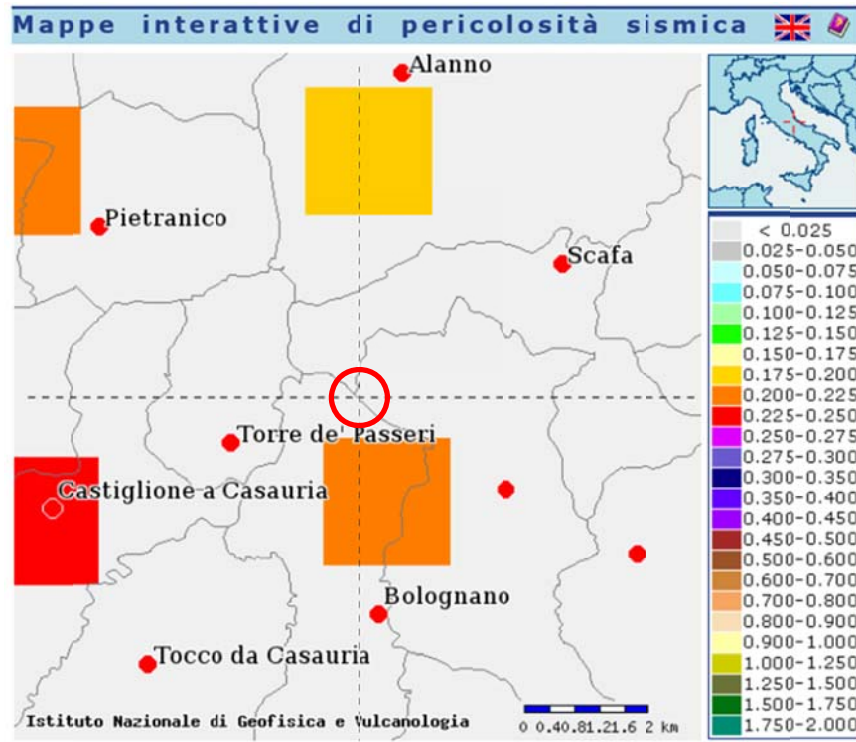 Mappe interattive di pericolosità sismica
Alanno
Pietranico
Scafa
Torre de' Passeri
Castiglione a Casauria
Bolognano
Tocco da Casauria
Istituto Nazionale di Geofisica e Vulcanologia
0 0.40.81.21.6 2 km
< 0.025
0.025-0.050
0.050-0.075
0.075-0.100
0.100-0.125
0.125-0.150
0.150-0.175
0.175-0.200
0.200-0.225
0.225-0.250
0.250-0.275
0.275-0.300
0.300-0.350
0.350-0.400
0.400-0.450
0.450-0.500
0.500-0.600
0.600-0.700
0.700-0.800
0.800-0.900
0.900-1.000
1.000-1.250
1.250-1.500
1.500-1.750
1.750-2.000